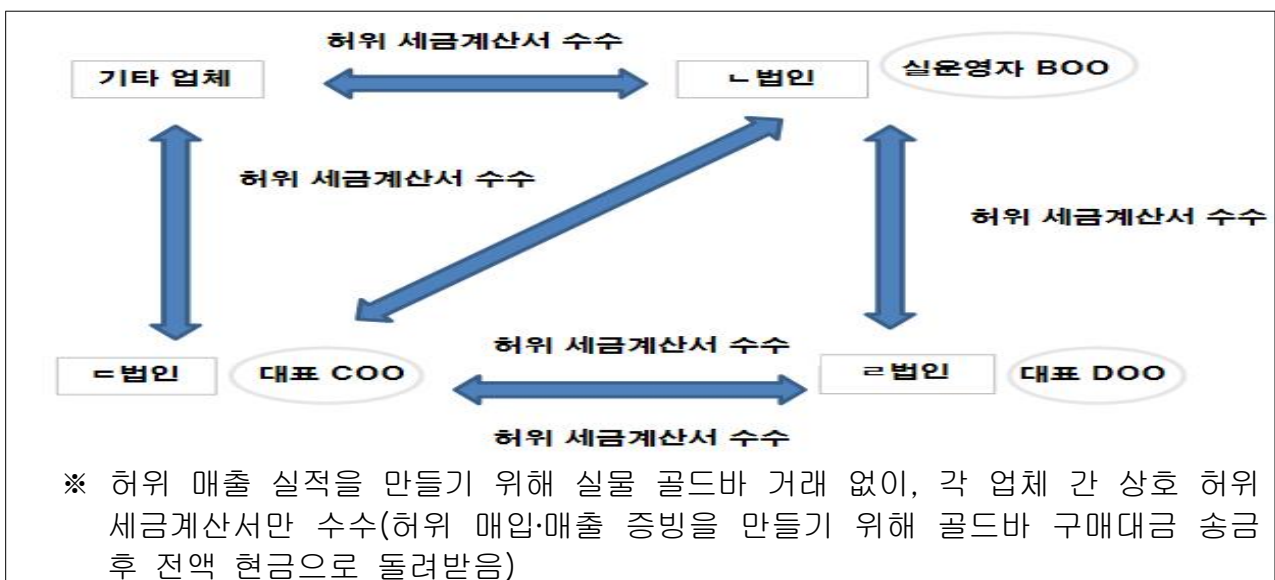 허위 세금계산서 수수
기타 업체
ㄴ법인
실운영자 BOO
허위 세금계산서 수수
허위 세금계산서 수수
ㄷ법인
대표 COO
허위 세금계산서 수수
ㄹ법인
대표 DOO
허위 세금계산서 수수
※ 허위 매출 실적을 만들기 위해 실물 골드바 거래 없이, 각 업체 간 상호 허위
세금계산서만 수수(허위 매입·매출 증빙을 만들기 위해 골드바 구매대금 송금
후 전액 현금으로 돌려받음)